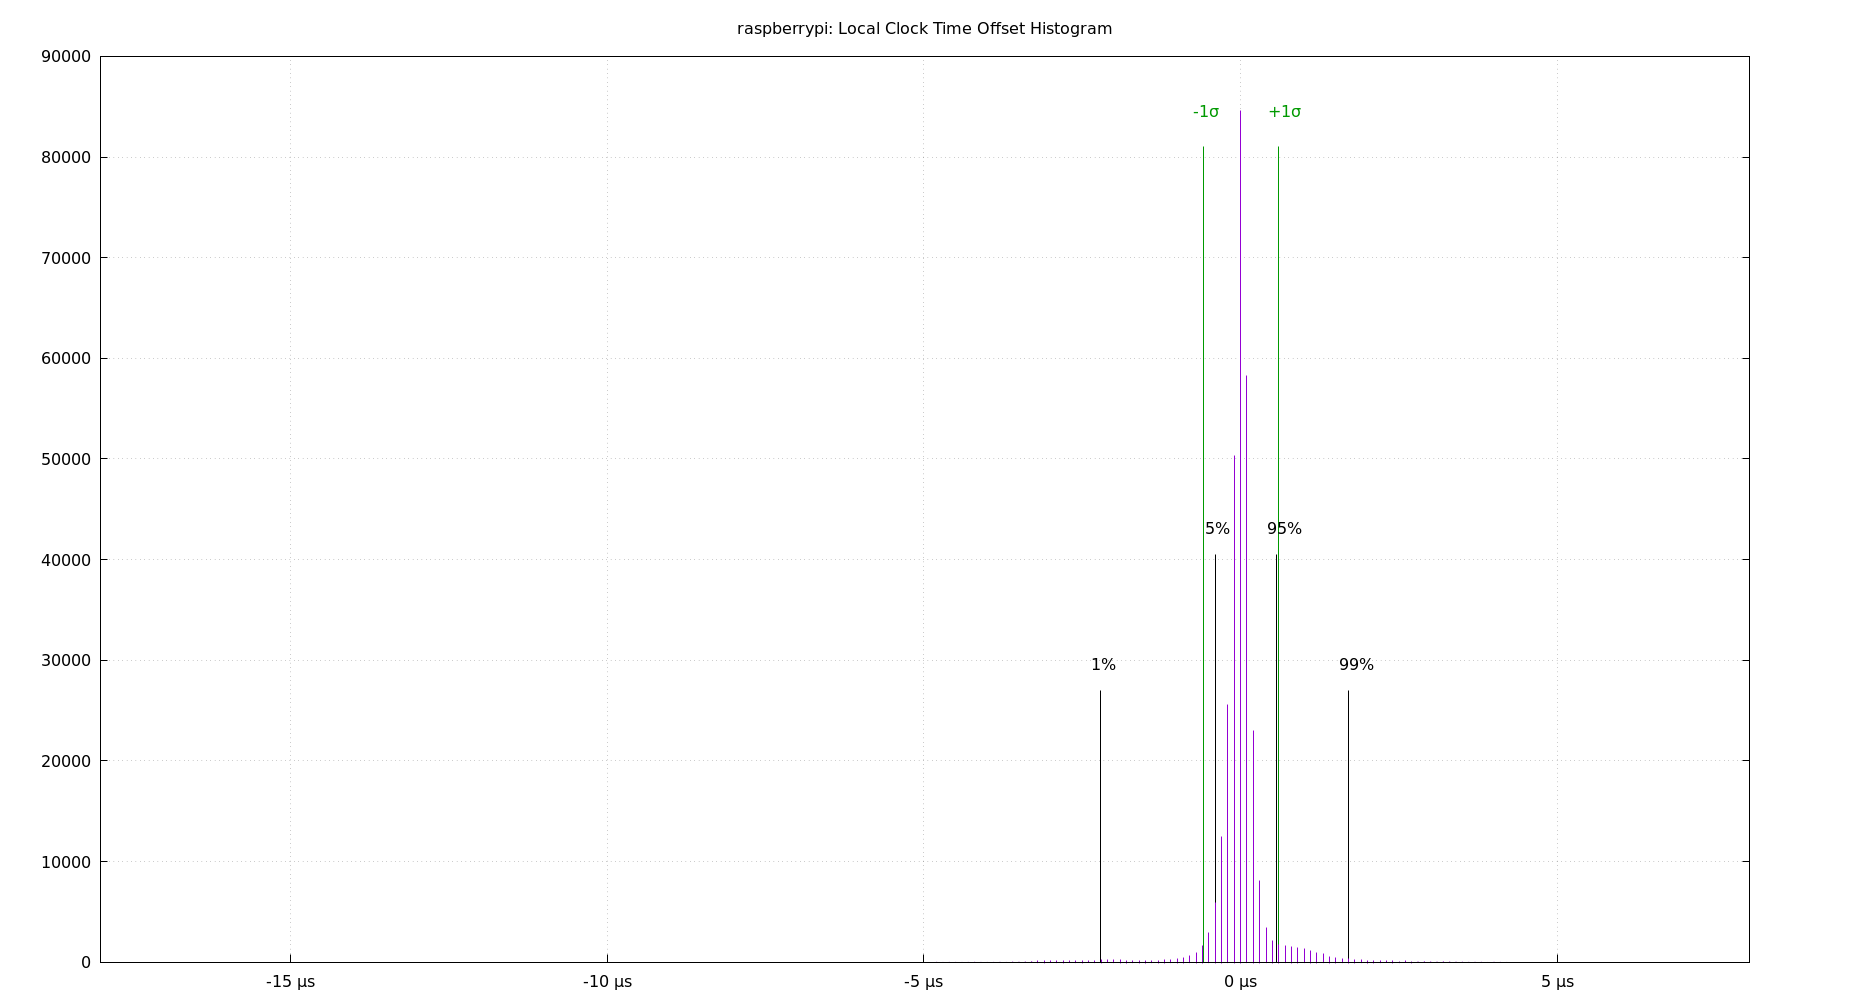 raspberrypi: Local Clock Time Offset Histogram
90000
-1σ
+1σ
80000
70000
60000
50000
5%
95%
40000
1%
99%
30000
20000
10000
0
-15 µs
-10 µs
-5 µs
0 µs
5 µs